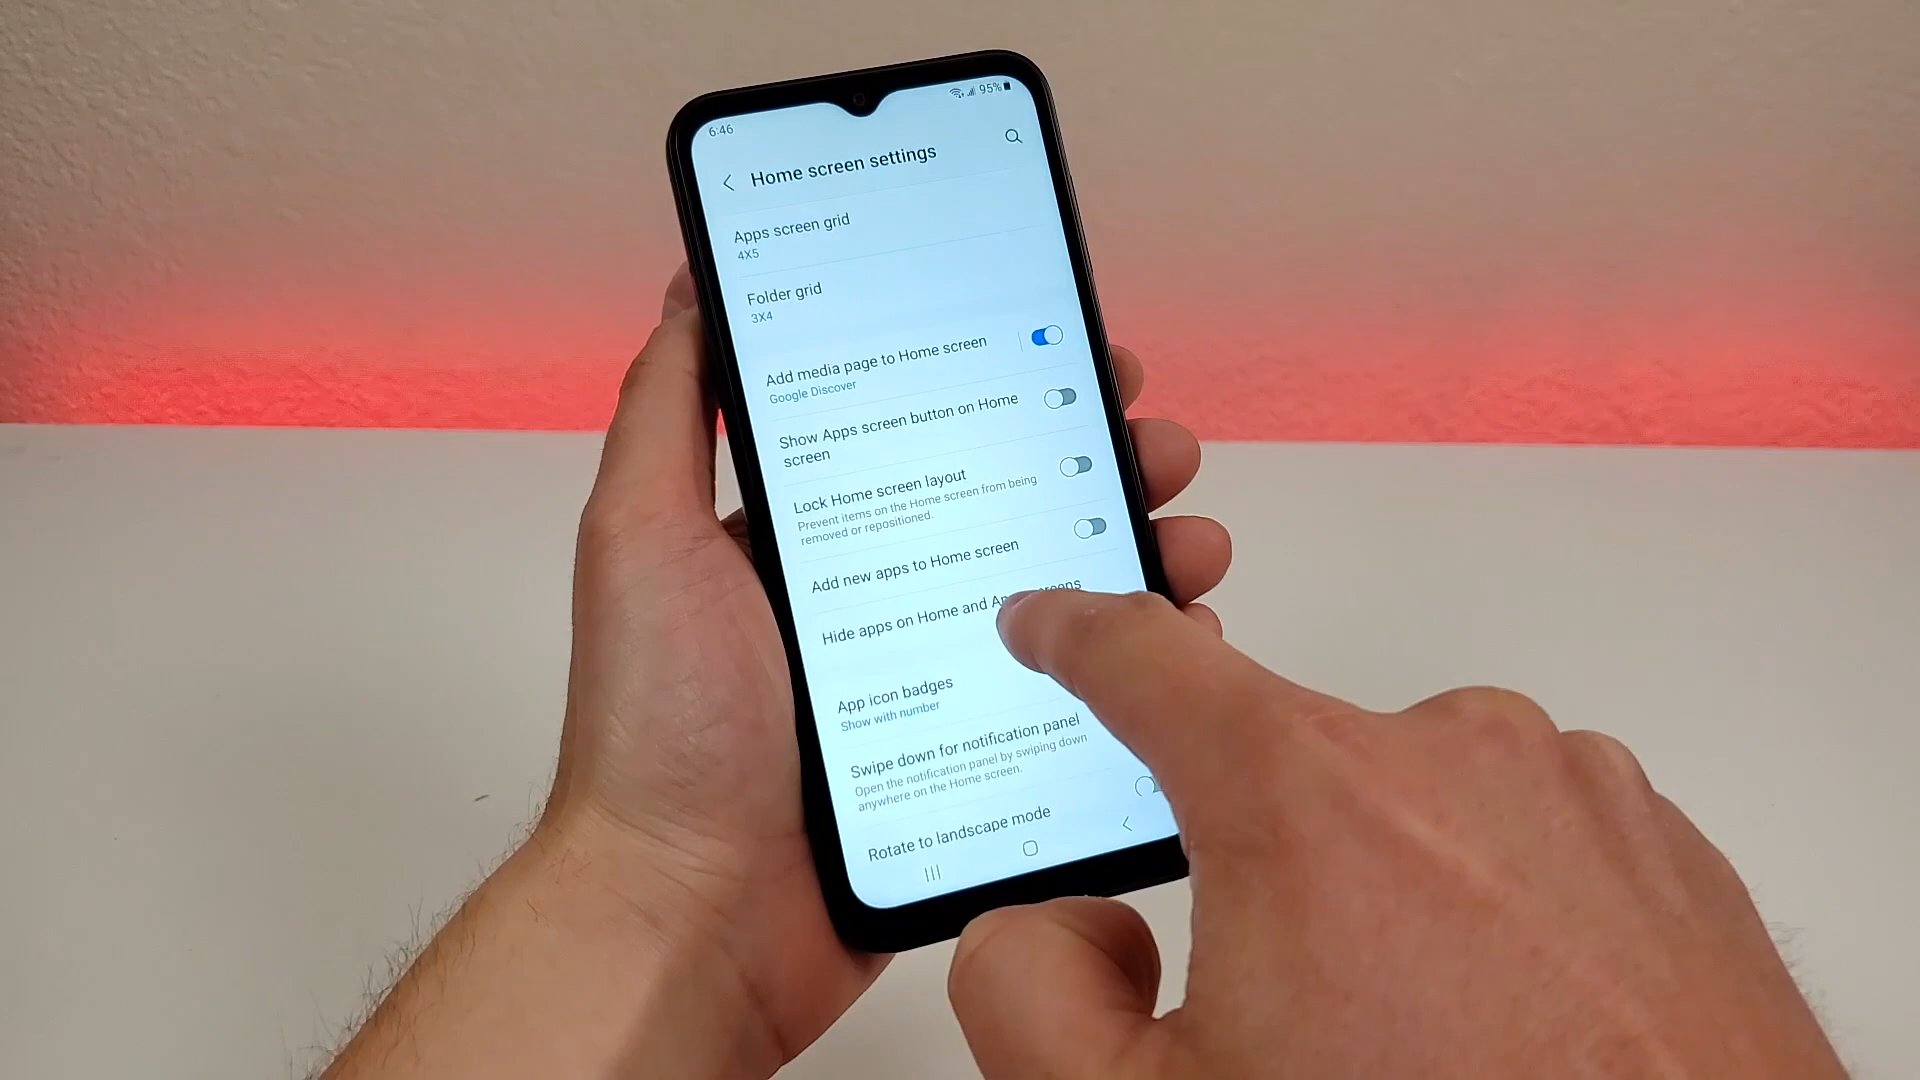 6:46
95%
Home screen settings
Apps screen grid
4X5
Folder grid
3X4
Add media page to Home screen
Google Discover
Show Apps screen button on Home
screen
Lock Home screen layout
Prevent items on the Home screen from being
removed or repositioned.
Add new apps to Home screen
Hide apps on Home and
App icon badges
Show with number
Swipe down for notification panel
Open the notification panel by swiping down
anywhere on the Home screen.
Rotate to landscape mode